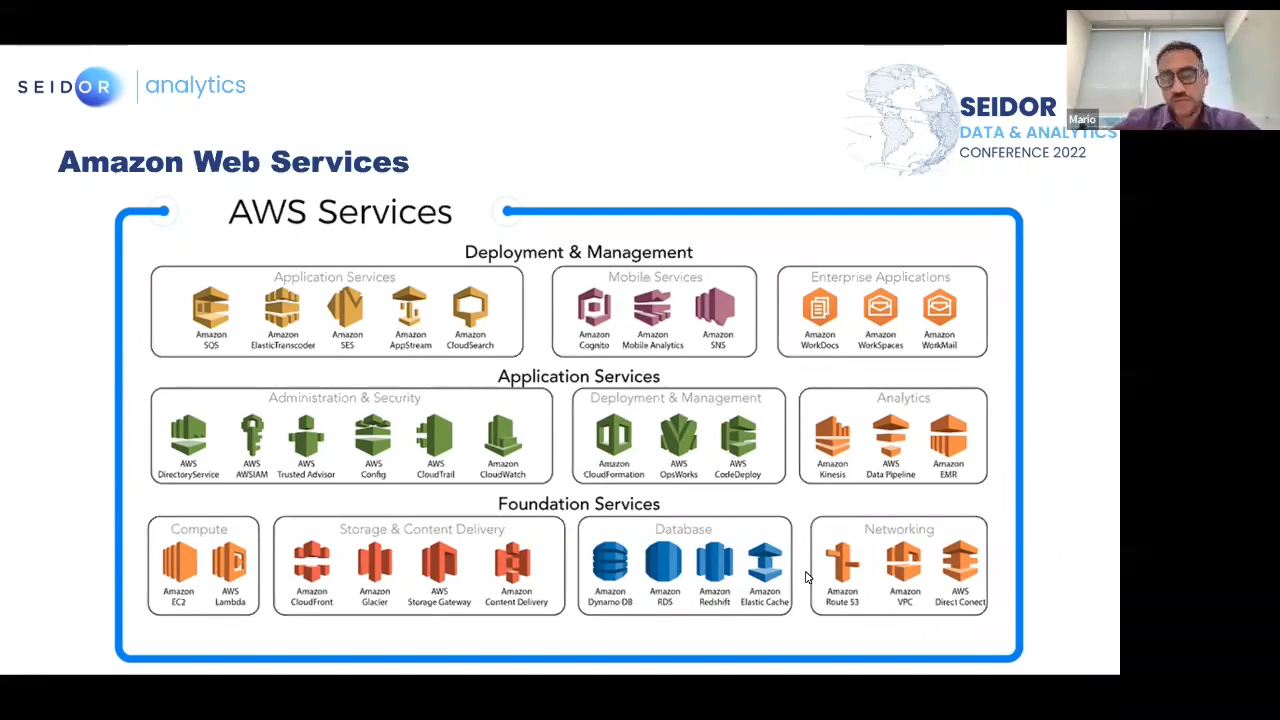 SEIDOR analytics
SEIDOR
DATA & ANALYTICS
CONFERENCE 2022
Mario
Amazon Web Services
AWS Services
Deployment & Management
Application Services
Amazon SQS
Amazon ElasticTranscoder
Amazon SES
Amazon AppStream
Amazon CloudSearch
Mobile Services
Amazon Cognito
Amazon Mobile Analytics
Amazon SNS
Enterprise Applications
Amazon WorkDocs
Amazon WorkSpaces
Amazon WorkMail
Application Services
Administration & Security
AWS DirectoryService
AWS AWSIAM
AWS Trusted Advisor
AWS Config
AWS CloudTrail
Amazon CloudWatch
Deployment & Management
Amazon CloudFormation
AWS OpsWorks
AWS CodeDeploy
Analytics
Amazon Kinesis
AWS Data Pipeline
Amazon EMR
Foundation Services
Compute
Amazon EC2
AWS Lambda
Storage & Content Delivery
Amazon CloudFront
Amazon Glacier
AWS Storage Gateway
Amazon Content Delivery
Database
Amazon Dynamo DB
Amazon RDS
Amazon Redshift
Amazon Elastic Cache
Networking
Amazon Route 53
Amazon VPC
AWS Direct Conect